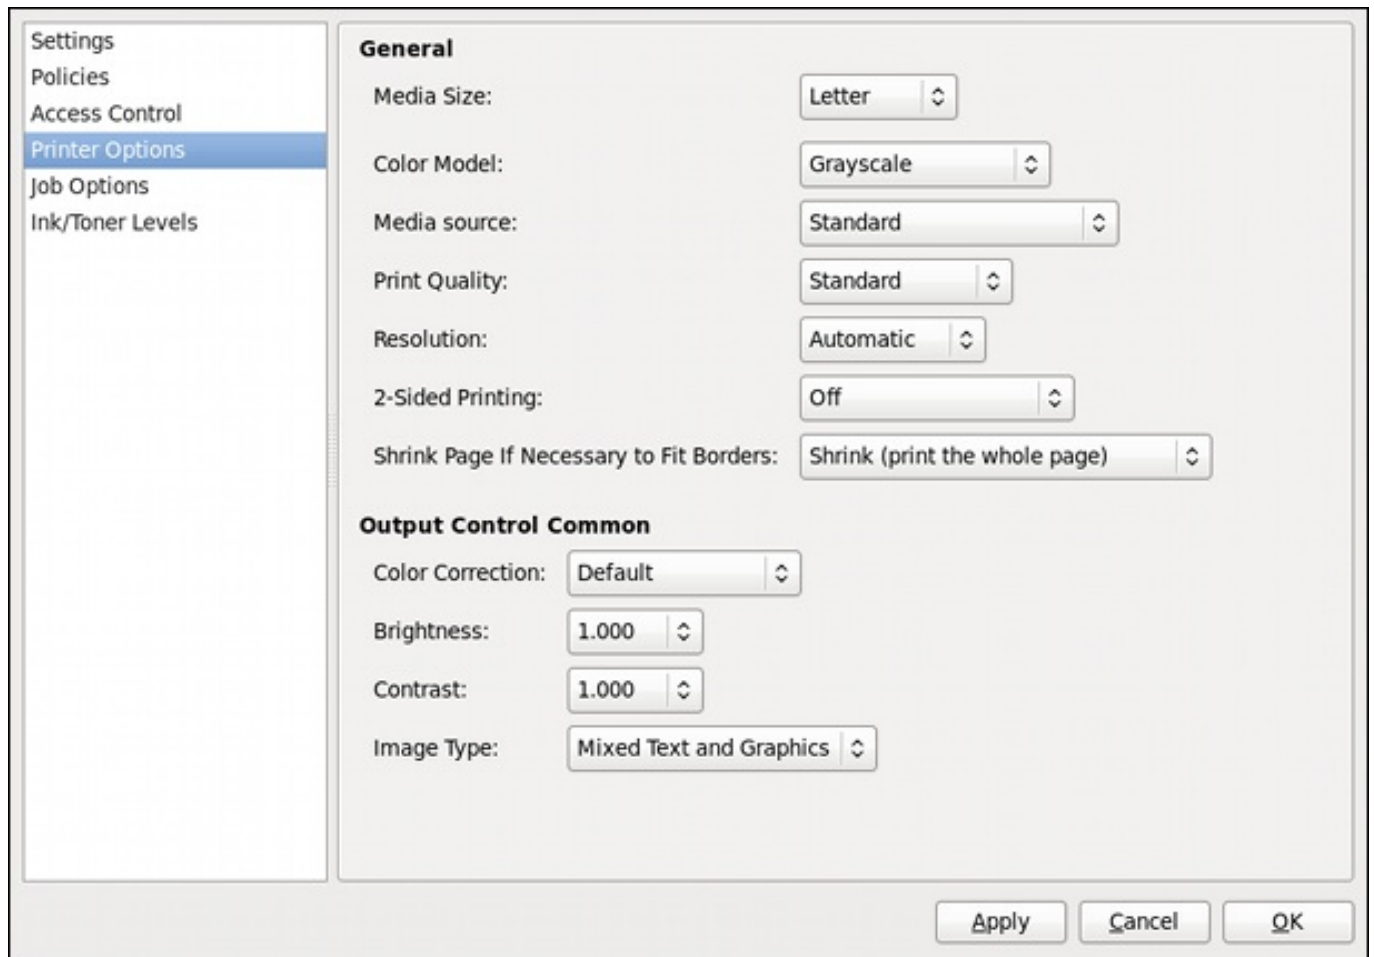 Settings
Policies
Access Control
Printer Options
Job Options
Ink/Toner Levels
General
Media Size: Letter
Color Model: Grayscale
Media source: Standard
Print Quality: Standard
Resolution: Automatic
2-Sided Printing: Off
Shrink Page If Necessary to Fit Borders: Shrink (print the whole page)
Output Control Common
Color Correction: Default
Brightness: 1.000
Contrast: 1.000
Image Type: Mixed Text and Graphics
Apply Cancel OK